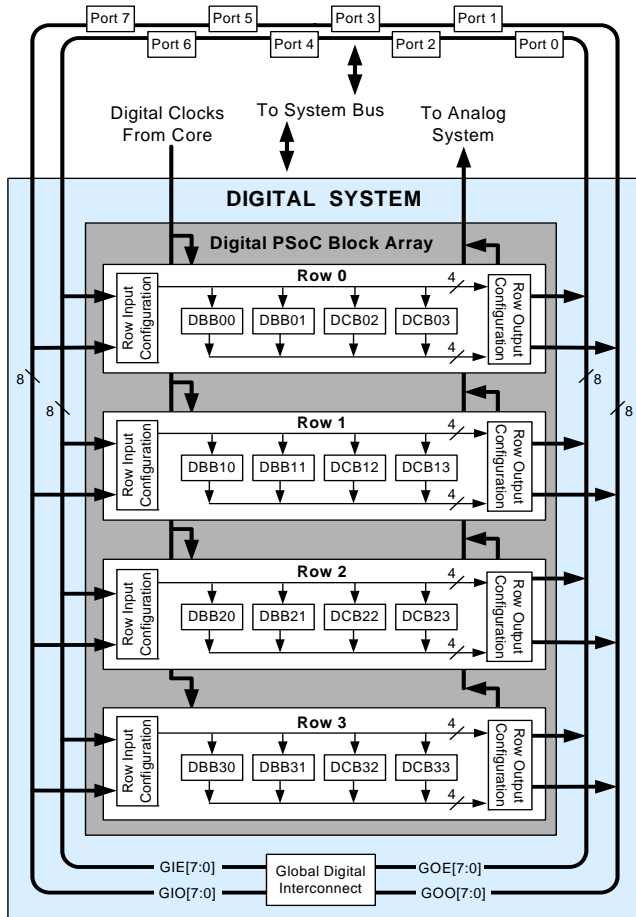 Port 7
Port 5
Port 3
Port 1
Port 6
Port 4
Port 2
Port 0
Digital Clocks
From Core
To System Bus
To Analog
System
DIGITAL SYSTEM
Digital PSoC Block Array
Row 0
Row Input
Configuration
4
DBB00
DBB01
DCB02
DCB03
4
Row Output
Configuration
8
8
8
8
Row 1
Row Input
Configuration
4
DBB10
DBB11
DCB12
DCB13
4
Row Output
Configuration
Row 2
Row Input
Configuration
4
DBB20
DBB21
DCB22
DCB23
4
Row Output
Configuration
Row 3
Row Input
Configuration
4
DBB30
DBB31
DCB32
DCB33
4
Row Output
Configuration
GIE[7:0]
GIO[7:0]
Global Digital
Interconnect
GOE[7:0]
GOO[7:0]